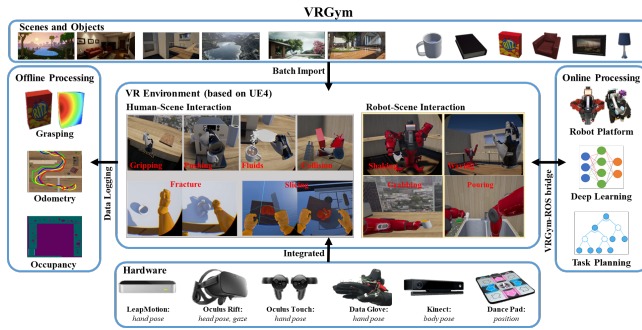 VRGym
Scenes and Objects
Batch Import
Offline Processing
Grasping
Odometry
Occupancy
Data Logging
VR Environment (based on UE4)
Human-Scene Interaction
Gripping
Fluids
Fracture
Robot-Scene Interaction
Shaking
Grabbing
Pouring
Integrated
VRGym-ROS bridge
Online Processing
Robot Platform
Deep Learning
Task Planning
Hardware
LeapMotion:
hand pose
Oculus Rift:
head pose, gaze
Oculus Touch:
hand pose
Data Glove:
hand pose
Kinect:
body pose
Dance Pad:
position